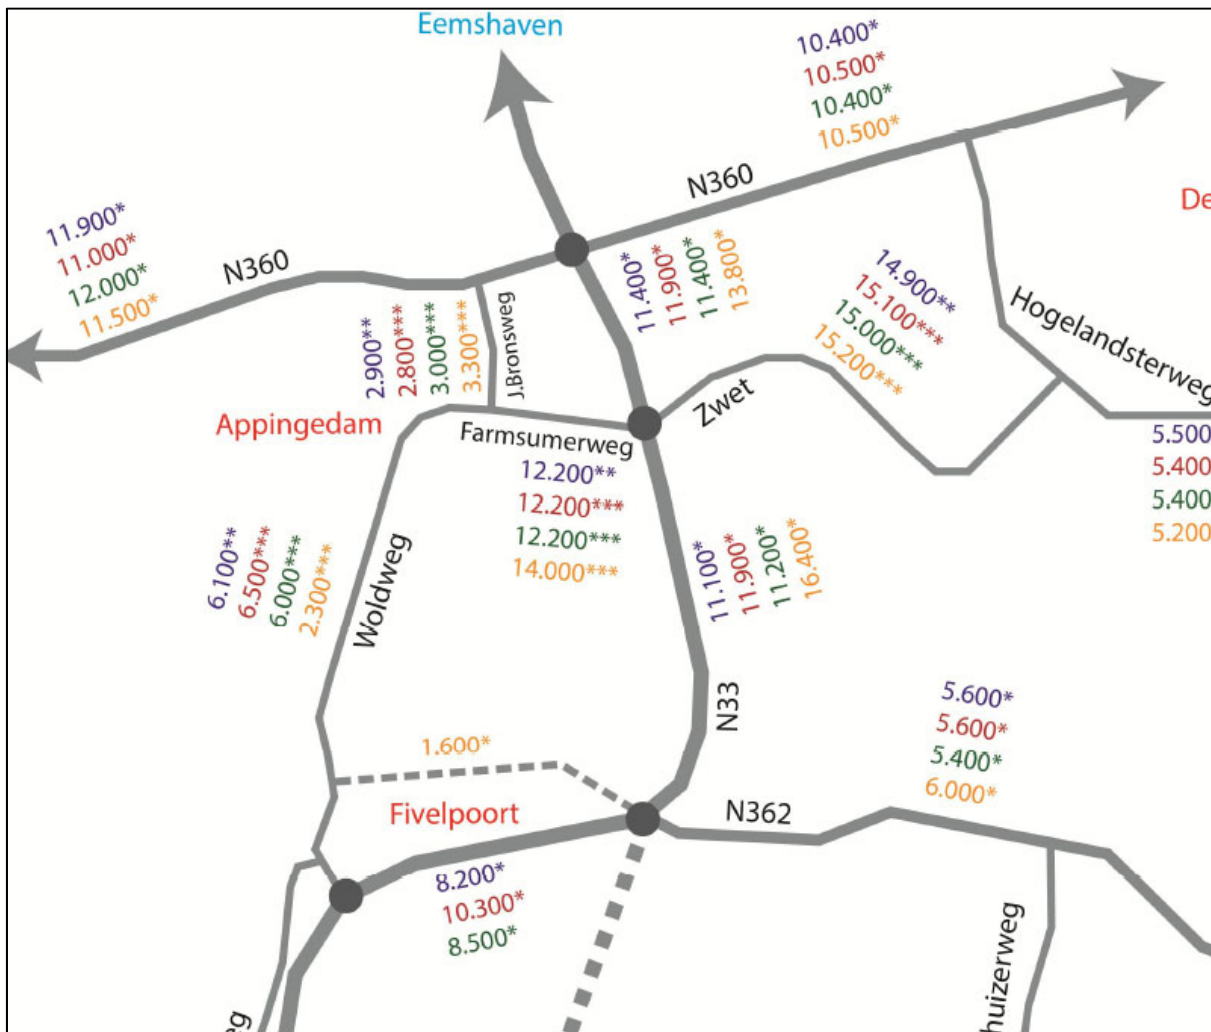 Eemshaven
10.400*
10.500*
10.400*
10.500*
N360
De
11.900*
11.000*
12.000*
11.500*
N360
11.400*
11.900*
11.400*
13.800*
14.900**
15.100***
15.000***
15.200***
Hogelandsterweg
2.900**
2.800***
3.000***
3.300***
J.Bronsweg
Zwet
Appingedam
Farmsumerweg
12.200**
12.200***
12.200***
14.000***
5.500
5.400
5.400
5.200
6.100**
6.500***
6.000***
2.300***
Woldweg
11.100*
11.900*
11.200*
16.400*
N33
5.600*
5.600*
5.400*
6.000*
1.600*
Fivelpoort
N362
8.200*
10.300*
8.500*
huizerweg
eg